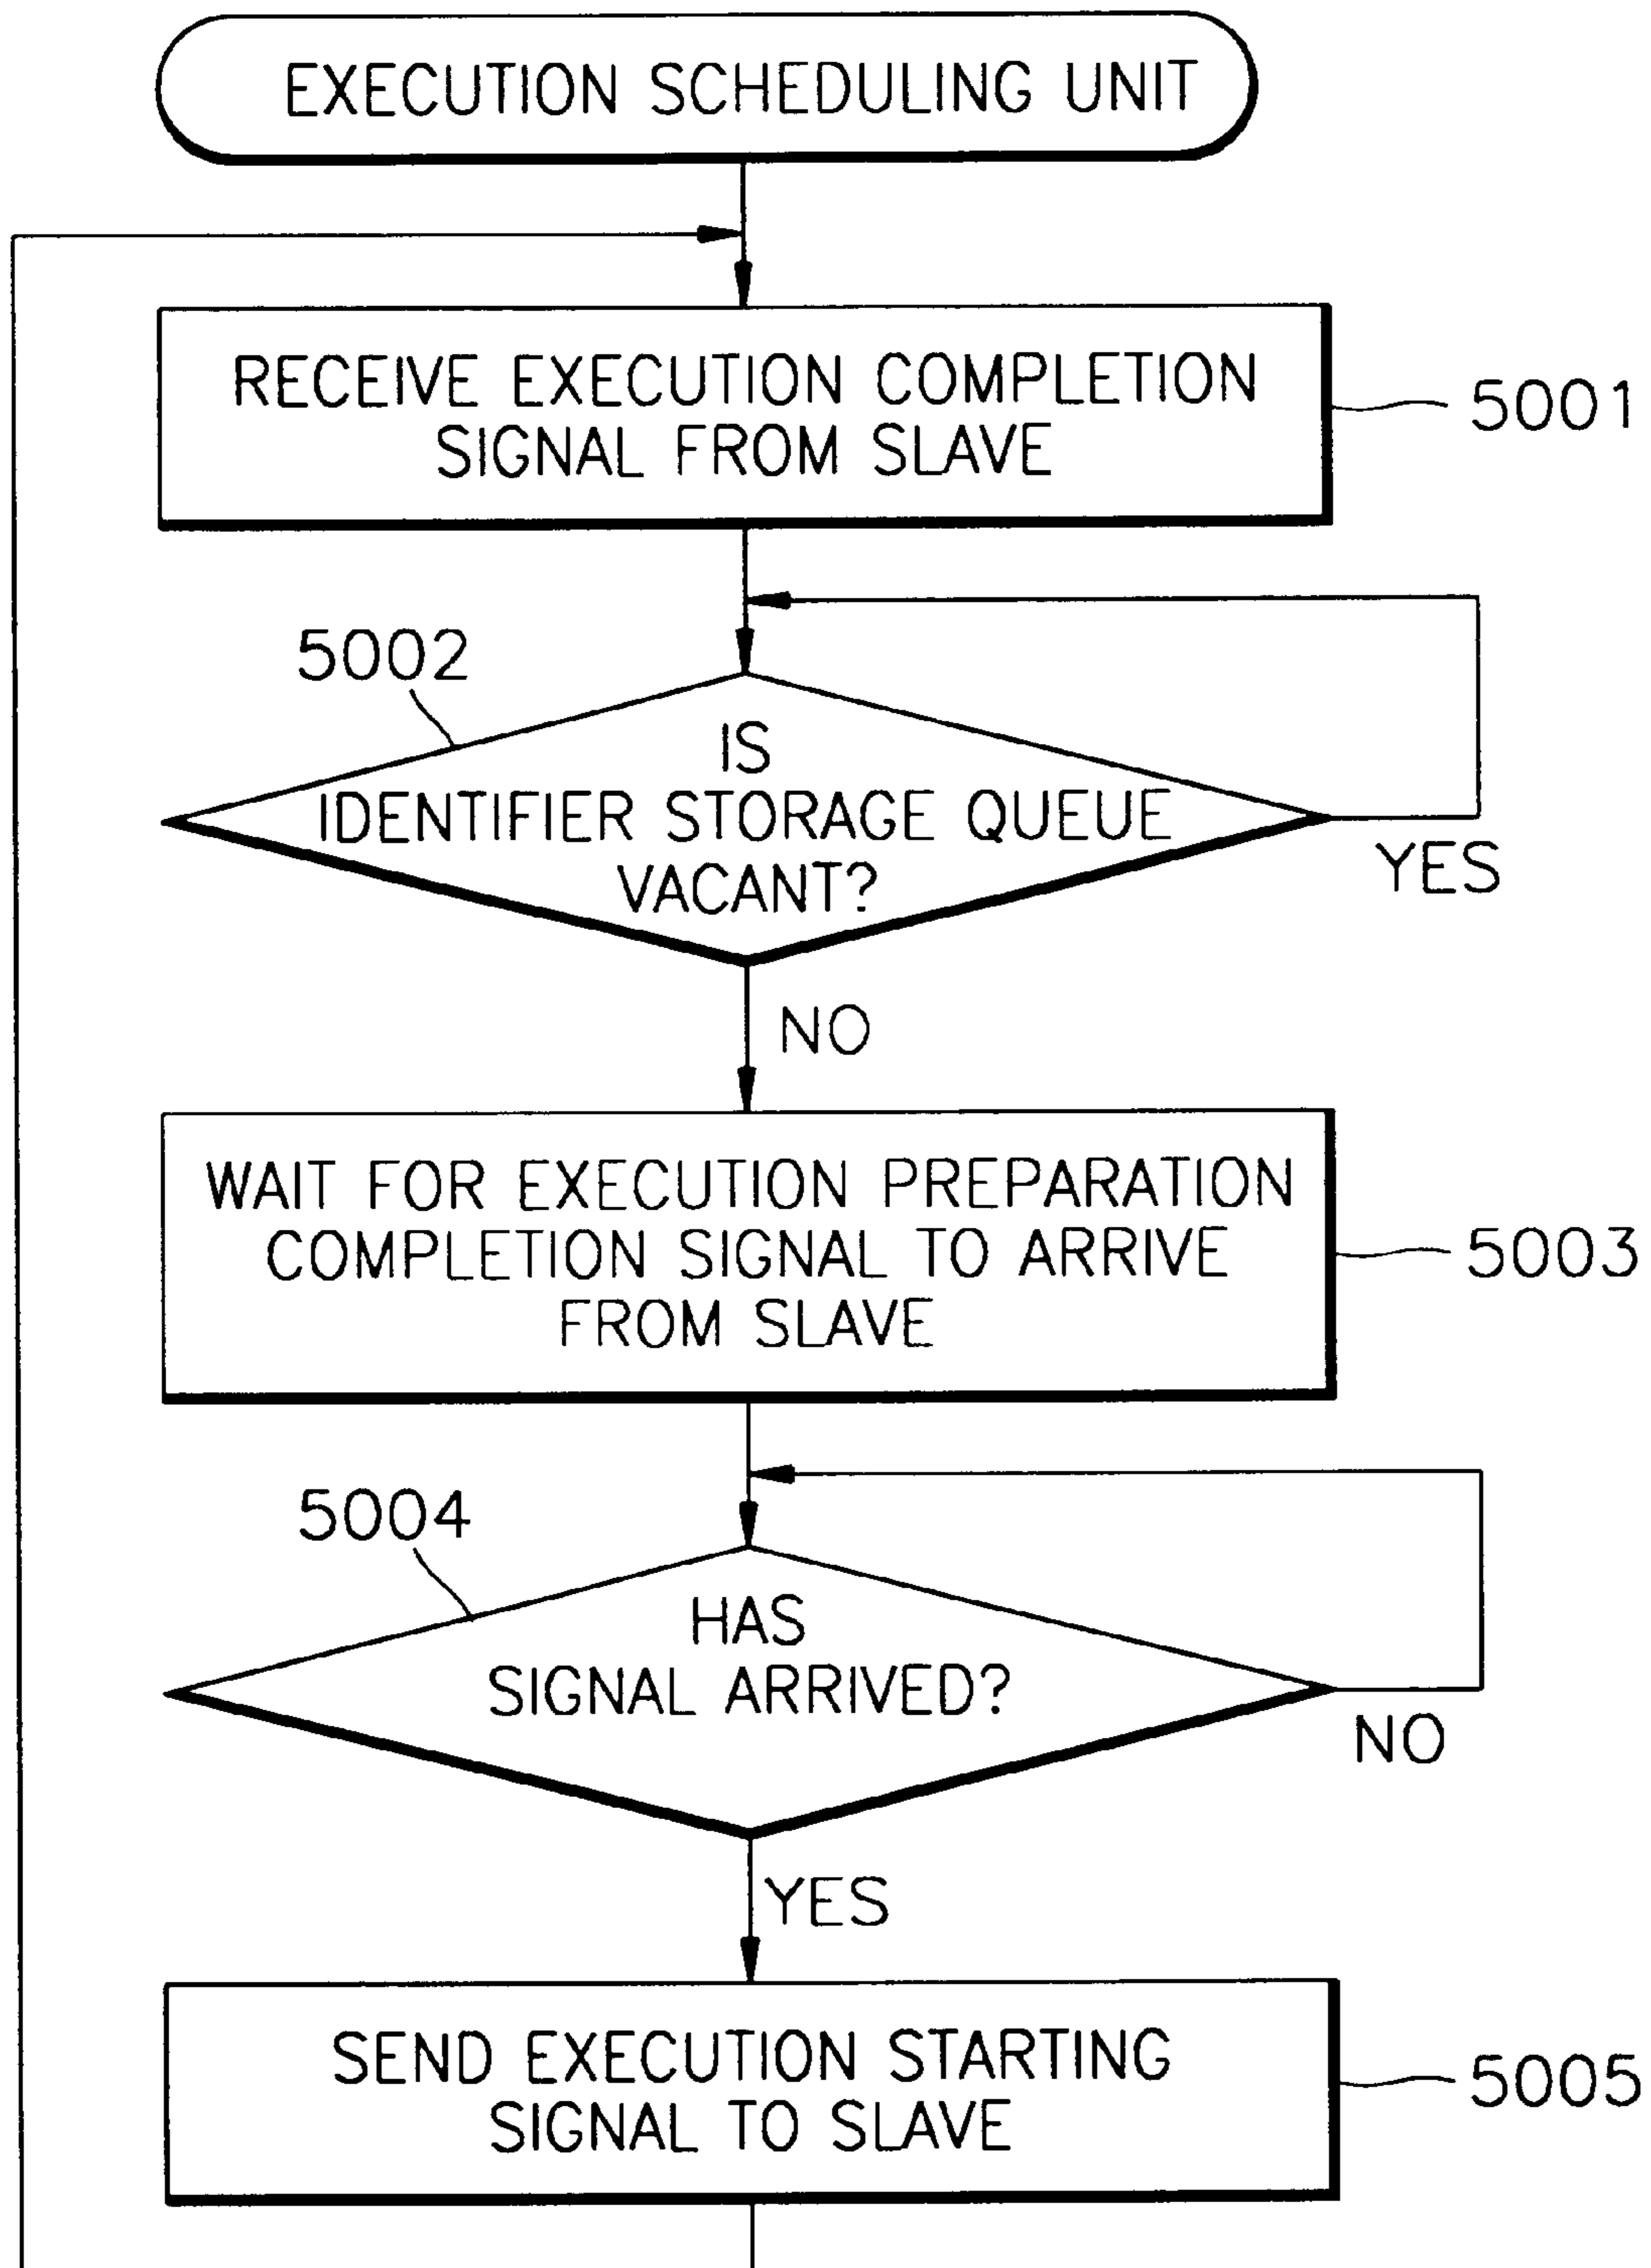 EXECUTION SCHEDULING UNIT
RECEIVE EXECUTION COMPLETION
SIGNAL FROM SLAVE
5001
5002
IS
IDENTIFIER STORAGE QUEUE
VACANT?
YES
NO
WAIT FOR EXECUTION PREPARATION
COMPLETION SIGNAL TO ARRIVE
FROM SLAVE
5003
5004
HAS
SIGNAL ARRIVED?
NO
YES
SEND EXECUTION STARTING
SIGNAL TO SLAVE
5005